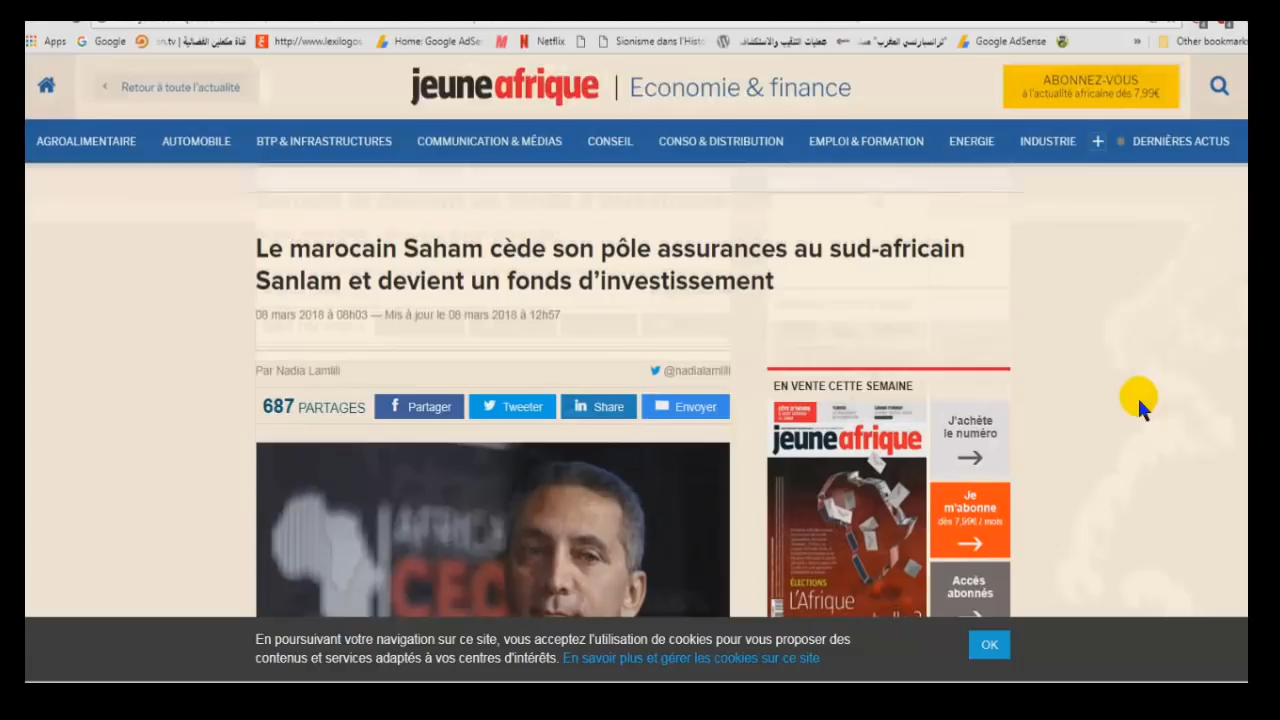 Apps
Google
قناة مكملين الفضائية | on.tv
http://www.lexilogos
Home: Google AdSe
Netflix
Sionisme dans l'Histo
عمليات التنقيب والاستكشاف
Google AdSense
»
Other bookmark
Retour à toute l'actualité
jeuneafrique | Economie & finance
ABONNEZ-VOUS
à l'actualité africaine dès 7,99€
AGROALIMENTAIRE AUTOMOBILE BTP & INFRASTRUCTURES COMMUNICATION & MÉDIAS CONSEIL CONSO & DISTRIBUTION EMPLOI & FORMATION ENERGIE INDUSTRIE + DERNIÈRES ACTUS
Le marocain Saham cède son pôle assurances au sud-africain
Sanlam et devient un fonds d'investissement
08 mars 2018 à 08h03 — Mis à jour le 08 mars 2018 à 12h57
Par Nadia Lamlili
@nadialamlili
687 PARTAGES
Partager
Tweeter
Share
Envoyer
AFRICA
CEO
EN VENTE CETTE SEMAINE
jeuneafrique
ÉLECTIONS
L'Afrique
J'achète
le numéro
Je
m'abonne
dès 7,99€ / mois
Accès
abonnés
En poursuivant votre navigation sur ce site, vous acceptez l'utilisation de cookies pour vous proposer des
contenus et services adaptés à vos centres d'intérêts. En savoir plus et gérer les cookies sur ce site
OK